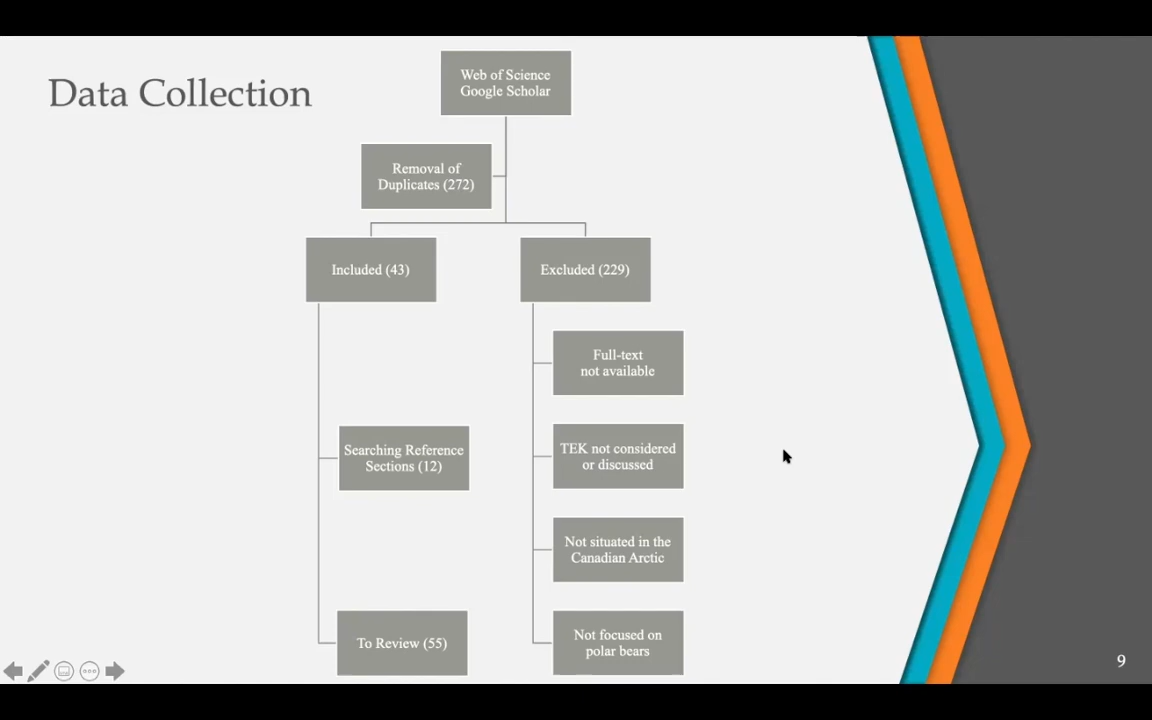 Data Collection
Web of Science
Google Scholar
Removal of
Duplicates (272)
Included (43)
Excluded (229)
Full-text
not available
Searching Reference
Sections (12)
TEK not considered
or discussed
Not situated in the
Canadian Arctic
To Review (55)
Not focused on
polar bears
9